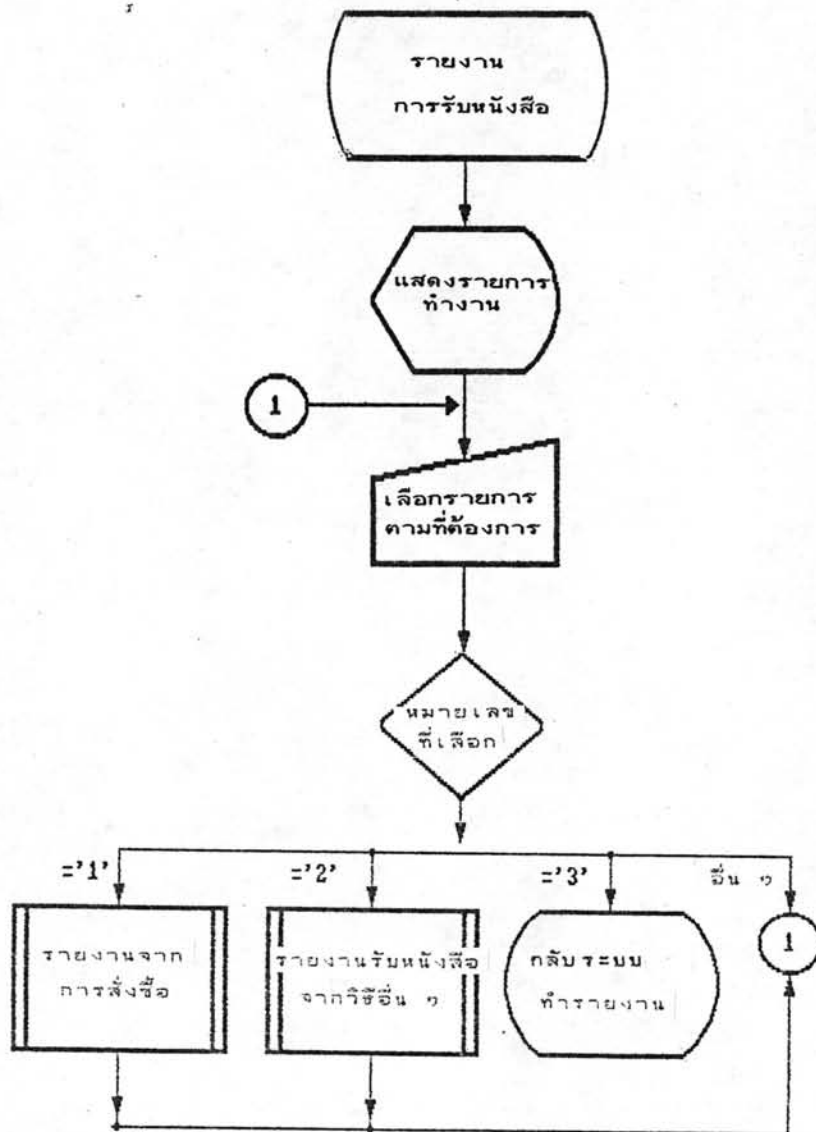 รายงาน
การรับหนังสือ
แสดงรายการ
ทำงาน
1
เลือกรายการ
ตามที่ต้องการ
หมายเลข
ที่เลือก
='1'
='2'
='3'
อื่น ๆ
รายงานจาก
การสั่งซื้อ
รายงานรับหนังสือ
จากวิธีอื่น ๆ
กลับระบบ
ทำรายงาน
1